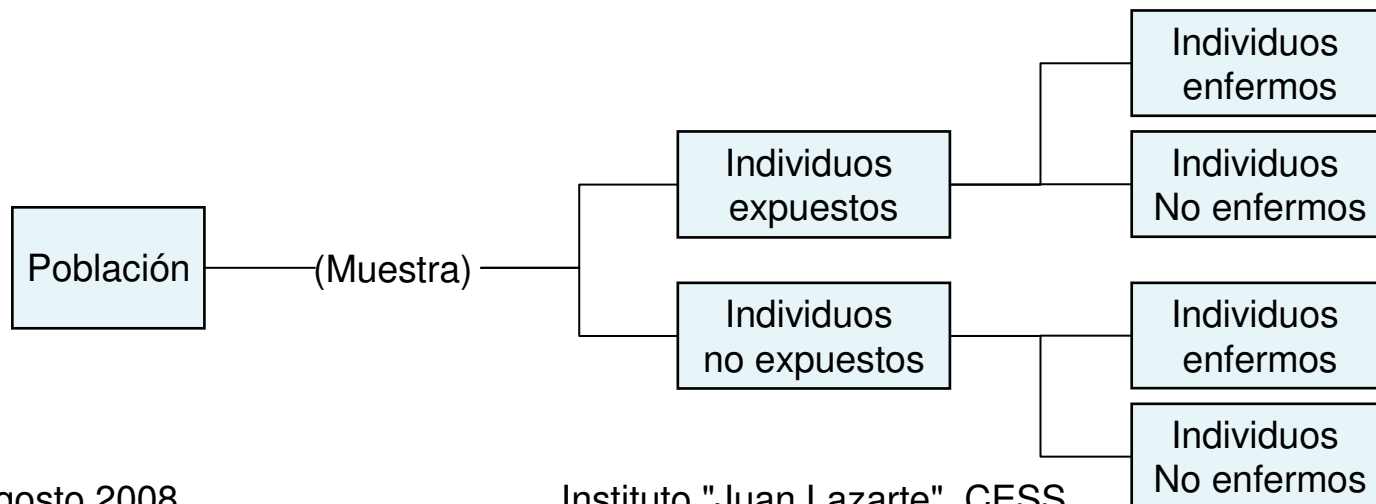 Población
(Muestra)
Individuos
expuestos
Individuos
no expuestos
Individuos
enfermos
Individuos
No enfermos
Individuos
enfermos
Individuos
No enfermos
gosto 2008
Instituto "Juan Lazarte". CESS